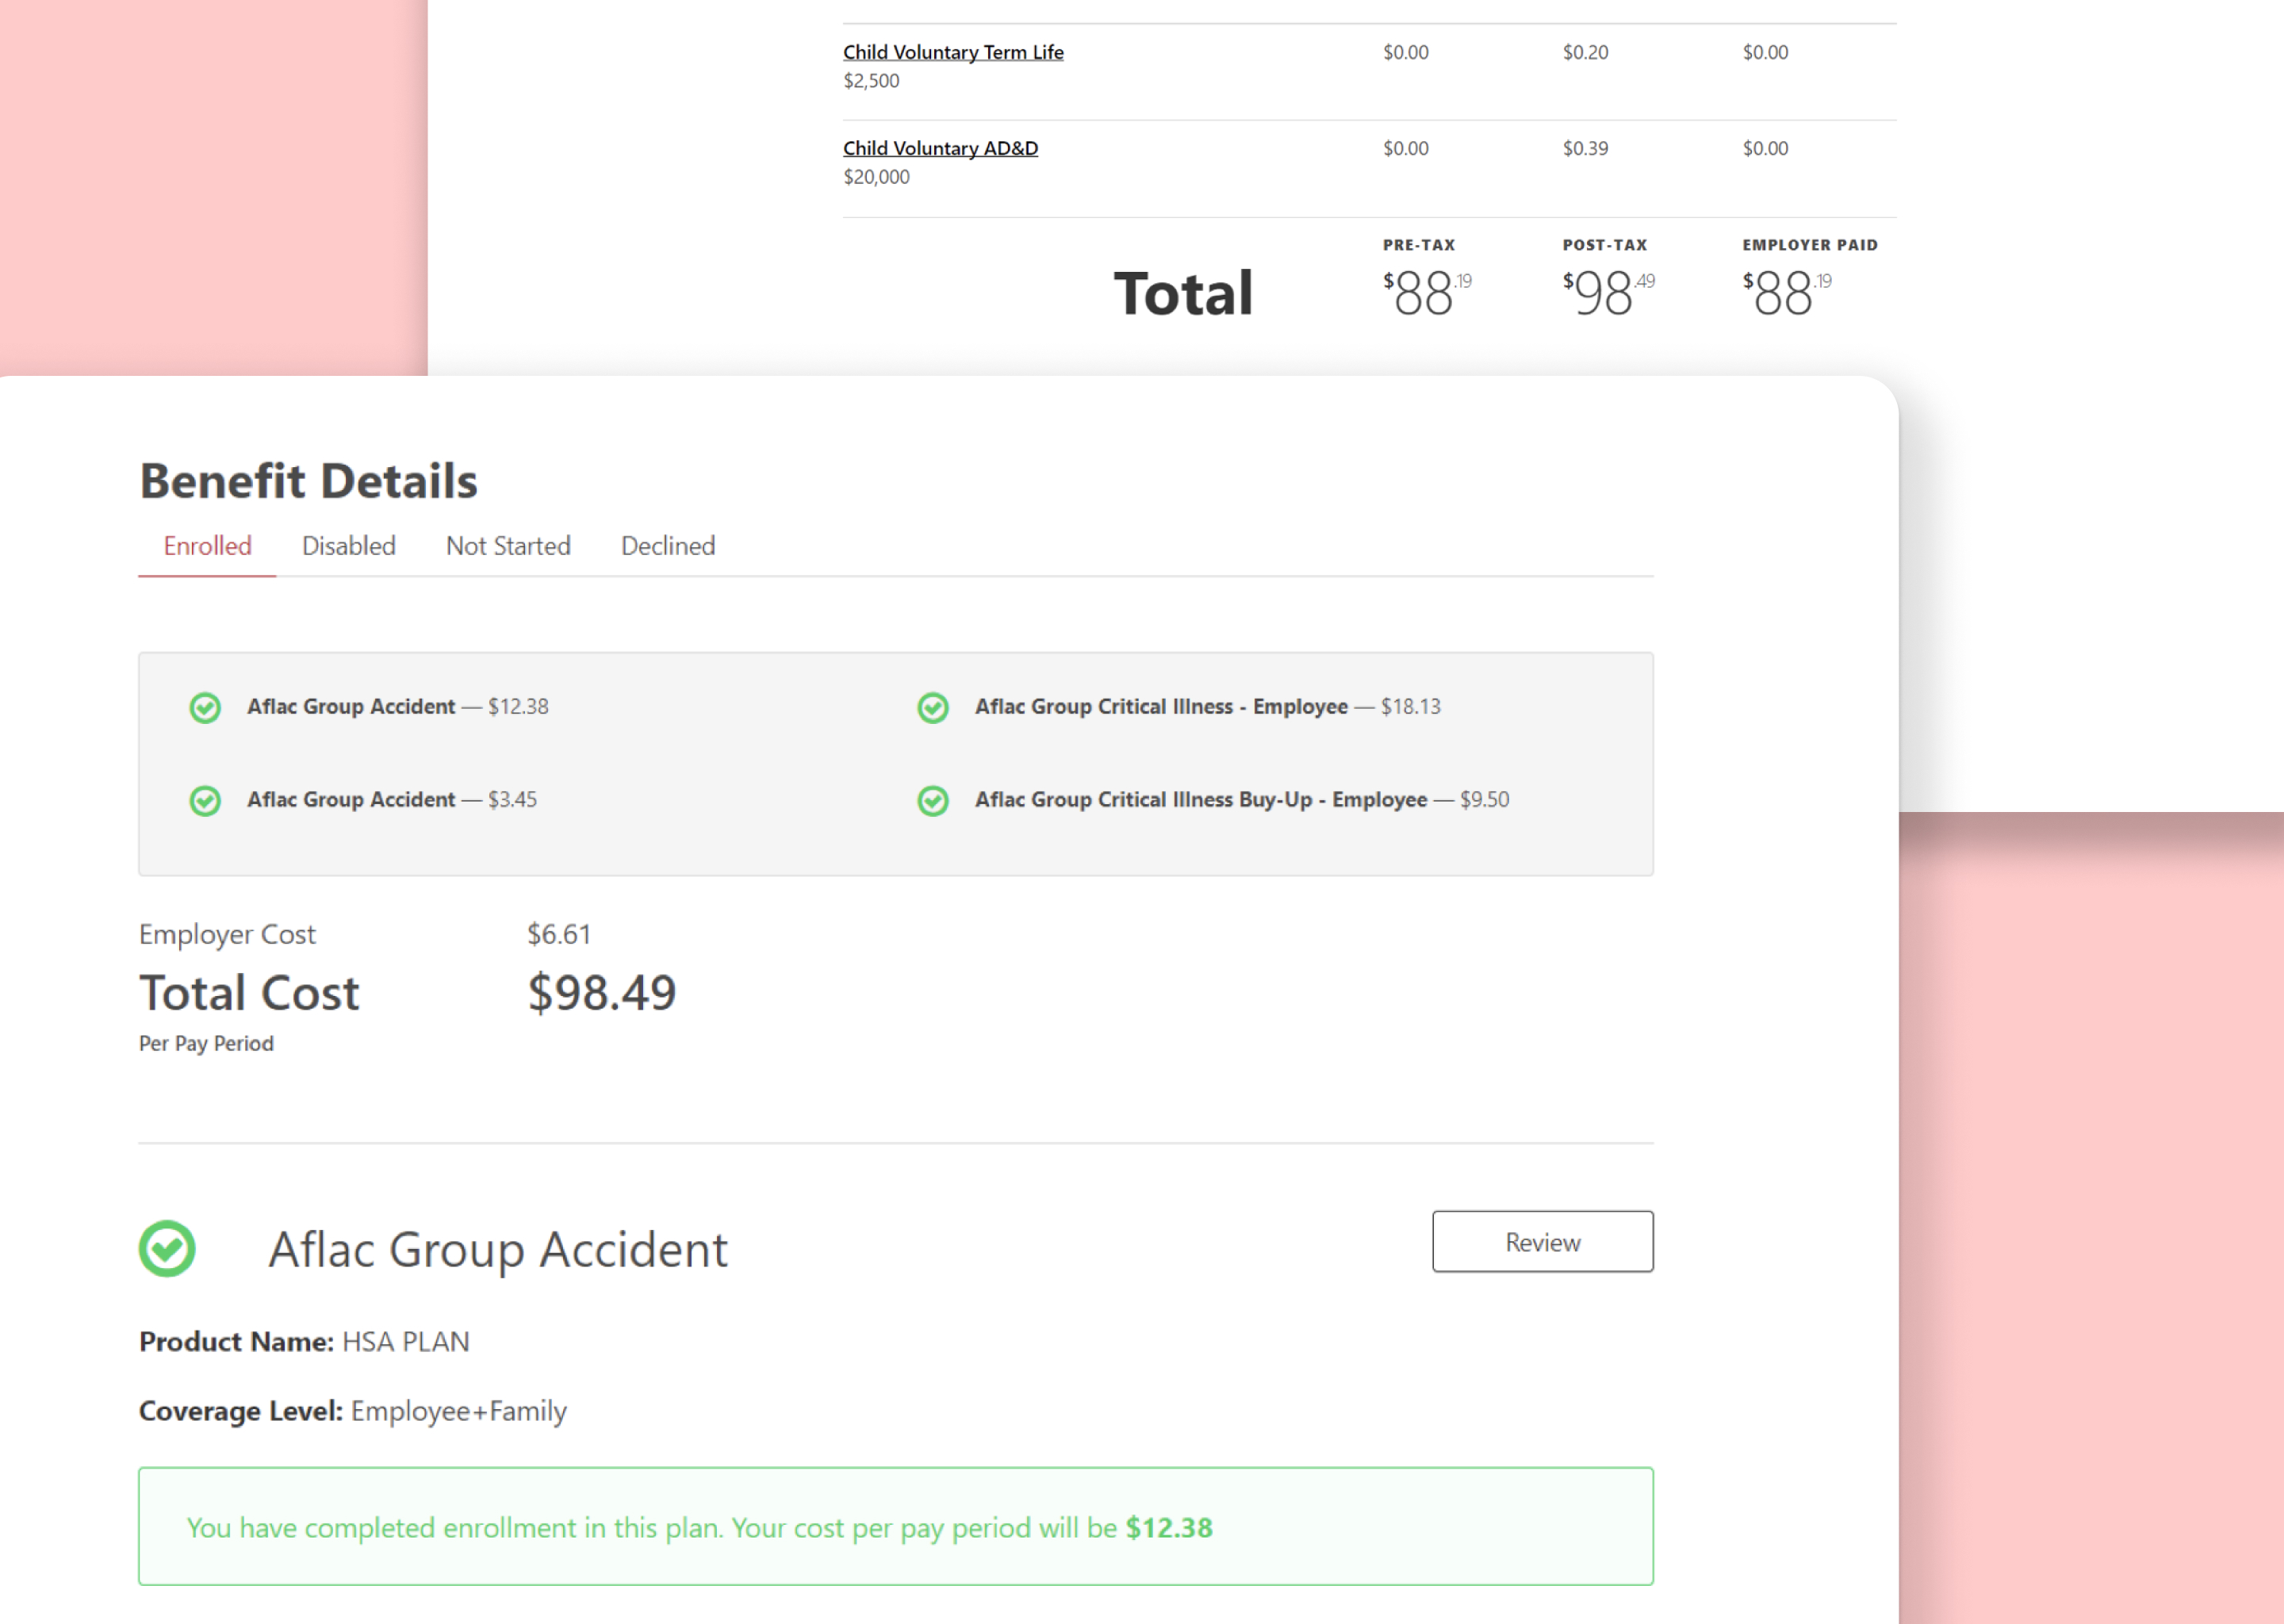 Child Voluntary Term Life $0.00 $0.20 $0.00
$2,500
Child Voluntary AD&D $0.00 $0.39 $0.00
$20,000
PRE-TAX POST-TAX EMPLOYER PAID
Total $88.19 $98.49 $88.19
Benefit Details
Enrolled Disabled Not Started Declined
Aflac Group Accident — $12.38 Aflac Group Critical Illness - Employee — $18.13
Aflac Group Accident — $3.45 Aflac Group Critical Illness Buy-Up - Employee — $9.50
Employer Cost $6.61
Total Cost $98.49
Per Pay Period
Aflac Group Accident Review
Product Name: HSA PLAN
Coverage Level: Employee+Family
You have completed enrollment in this plan. Your cost per pay period will be $12.38